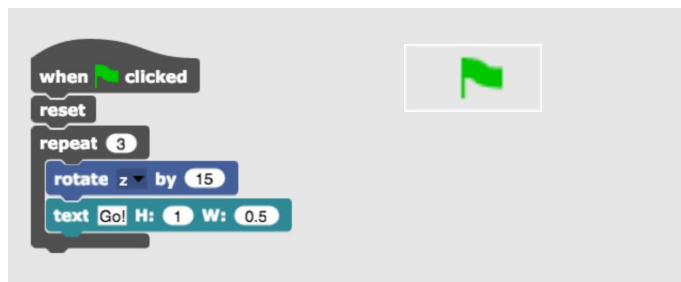 when clicked
reset
repeat 3
rotate z by 15
text Go! H: 1 W: 0.5